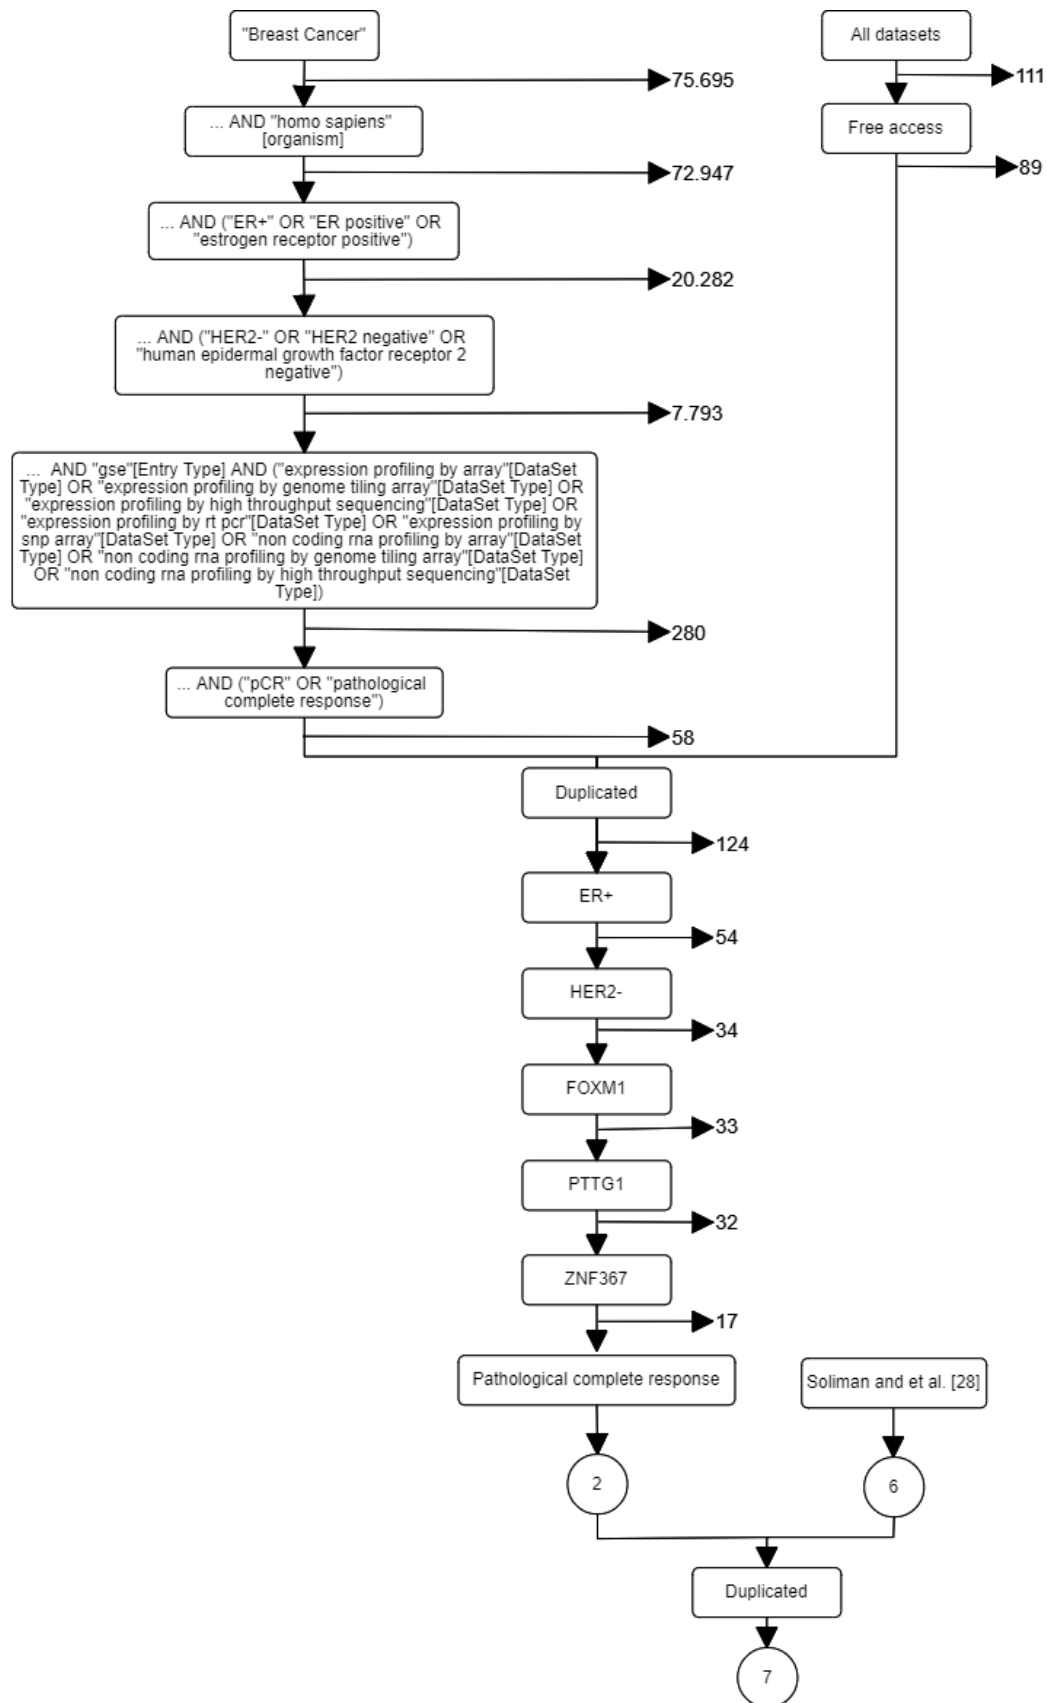 "Breast Cancer"
All datasets
75.695
111
... AND "homo sapiens"
[organism]
Free access
72.947
89
... AND ("ER+" OR "ER positive" OR
"estrogen receptor positive")
20.282
... AND ("HER2-" OR "HER2 negative" OR
"human epidermal growth factor receptor 2
negative")
7.793
... AND "gse"[Entry Type] AND ("expression profiling by array"[DataSet
Type] OR "expression profiling by genome tiling array"[DataSet Type] OR
"expression profiling by high throughput sequencing"[DataSet Type] OR
"expression profiling by rt pcr"[DataSet Type] OR "expression profiling by
snp array"[DataSet Type] OR "non coding rna profiling by array"[DataSet
Type] OR "non coding rna profiling by genome tiling array"[DataSet Type]
OR "non coding rna profiling by high throughput sequencing"[DataSet
Type])
280
... AND ("pCR" OR "pathological
complete response")
58
Duplicated
124
ER+
54
HER2-
34
FOXM1
33
PTTG1
32
ZNF367
17
Pathological complete response
Soliman and et al. [28]
2
6
Duplicated
7